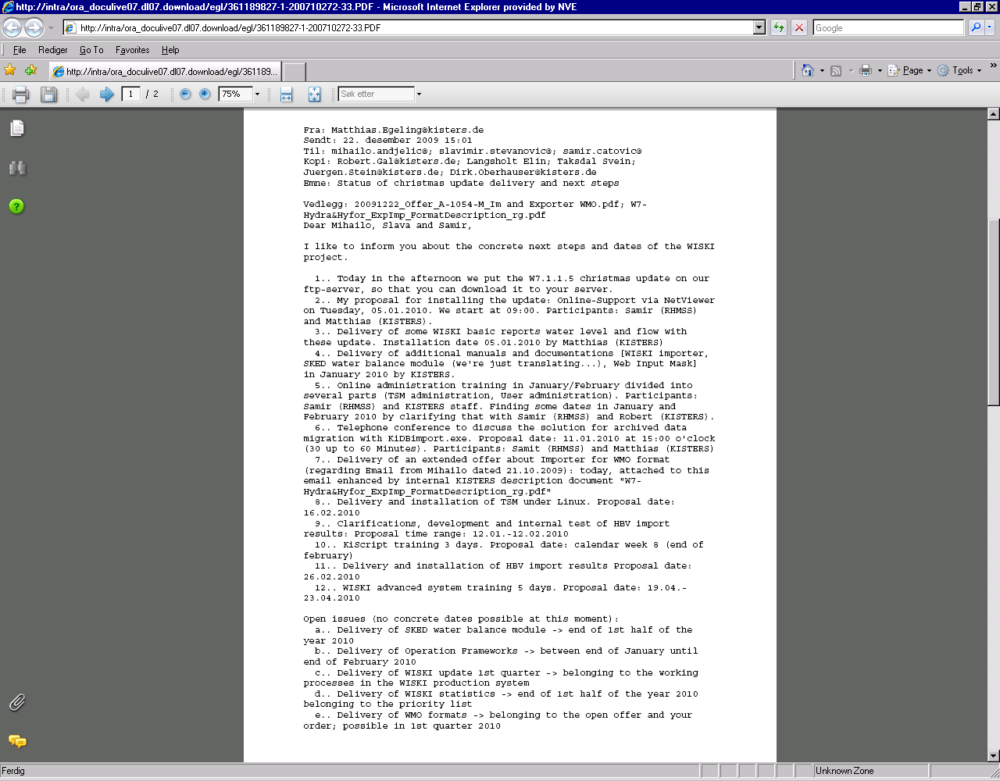 http://intra/ora_doculive07.dl07.download/egl/361189827-1-200710272-33.PDF - Microsoft Internet Explorer provided by NVE
http://intra/ora_doculive07.dl07.download/egl/361189827-1-200710272-33.PDF
Google
File Rediger Go To Favorites Help
http://intra/ora_doculive07.dl07.download/egl/361189...
Page Tools
1 / 2 75% Søk etter
Fra: Matthias.Egeling@kisters.de
Sendt: 22. desember 2009 15:01
Til: mihailo.andjelic@; slavimir.stevanovic@; samir.catovic@
Kopi: Robert.Gal@kisters.de; Langsholt Elin; Taksdal Svein;
Juergen.Stein@kisters.de; Dirk.Oberhauser@kisters.de
Emne: Status of christmas update delivery and next steps
Vedlegg: 20091222_Offer_A-1054-M_Im and Exporter WMO.pdf; W7-
Hydra&Hyfor_ExpImp_FormatDescription_rg.pdf
Dear Mihailo, Slava and Samir,
I like to inform you about the concrete next steps and dates of the WISKI
project.
1.. Today in the afternoon we put the W7.1.1.5 christmas update on our
ftp-server, so that you can download it to your server.
2.. My proposal for installing the update: Online-Support via NetViewer
on Tuesday, 05.01.2010. We start at 09:00. Participants: Samir (RHMSS)
and Matthias (KISTERS).
3.. Delivery of some WISKI basic reports water level and flow with
these update. Installation date 05.01.2010 by Matthias (KISTERS)
4.. Delivery of additional manuals and documentations [WISKI importer,
SKED water balance module (we're just translating...), Web Input Mask]
in January 2010 by KISTERS.
5.. Online administration training in January/February divided into
several parts (TSM administration, User administration). Participants:
Samir (RHMSS) and KISTERS staff. Finding some dates in January and
February 2010 by clarifying that with Samir (RHMSS) and Robert (KISTERS).
6.. Telephone conference to discuss the solution for archived data
migration with KiDBimport.exe. Proposal date: 11.01.2010 at 15:00 o'clock
(30 up to 60 Minutes). Participants: Samit (RHMSS) and Matthias (KISTERS)
7.. Delivery of an extended offer about Importer for WMO format
(regarding Email from Mihailo dated 21.10.2009): today, attached to this
email enhanced by internal KISTERS description document "W7-
Hydra&Hyfor_ExpImp_FormatDescription_rg.pdf"
8.. Delivery and installation of TSM under Linux. Proposal date:
16.02.2010
9.. Clarifications, development and internal test of HBV import
results: Proposal time range: 12.01.-12.02.2010
10.. KiScript training 3 days. Proposal date: calendar week 8 (end of
february)
11.. Delivery and installation of HBV import results Proposal date:
26.02.2010
12.. WISKI advanced system training 5 days. Proposal date: 19.04.-
23.04.2010
Open issues (no concrete dates possible at this moment):
a.. Delivery of SKED water balance module -> end of 1st half of the
year 2010
b.. Delivery of Operation Frameworks -> between end of January until
end of February 2010
c.. Delivery of WISKI update 1st quarter -> belonging to the working
processes in the WISKI production system
d.. Delivery of WISKI statistics -> end of 1st half of the year 2010
belonging to the priority list
e.. Delivery of WMO formats -> belonging to the open offer and your
order; possible in 1st quarter 2010
Ferdig Unknown Zone